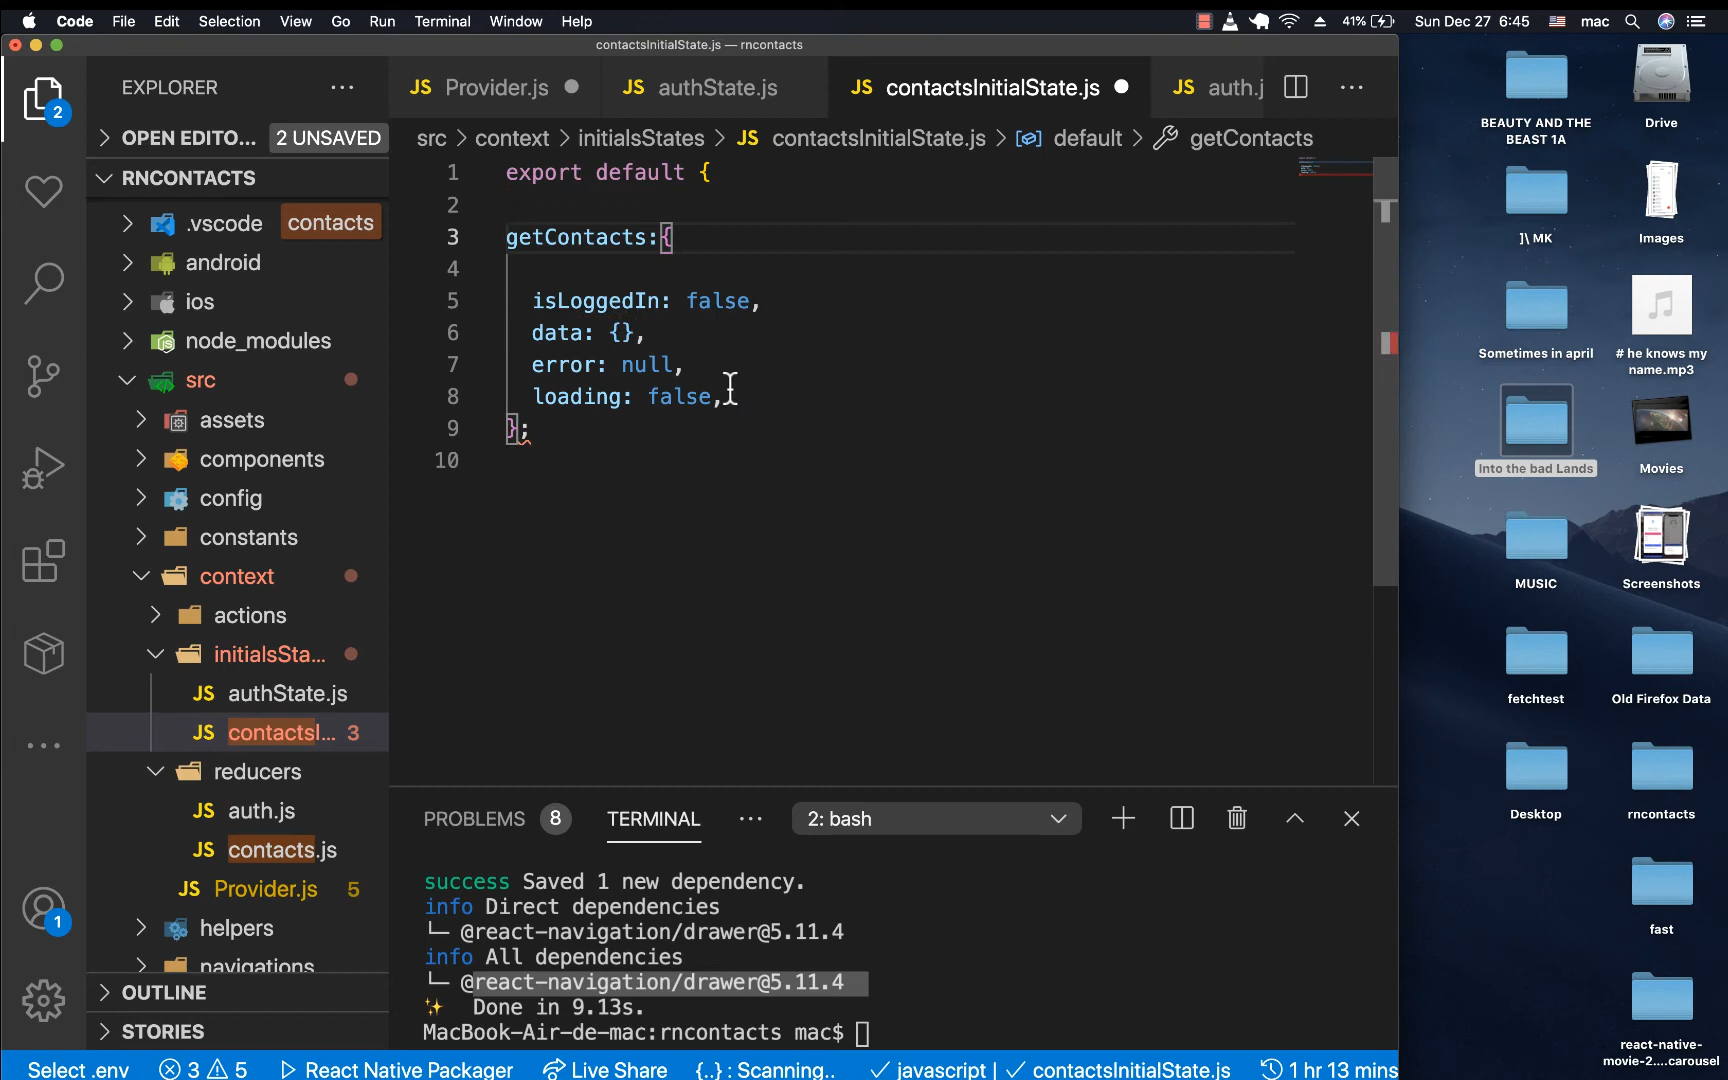 Code File Edit Selection View Go Run Terminal Window Help 41% Sun Dec 27 6:45 mac
contactsInitialState.js — rncontacts
EXPLORER
2
OPEN EDITO... 2 UNSAVED
RNCONTACTS
.vscode contacts
android
ios
node_modules
src
assets
components
config
constants
context
actions
initialsSta...
JS authState.js
JS contactsI... 3
reducers
JS auth.js
JS contacts.js
JS Provider.js 5
helpers
navigations
OUTLINE
STORIES
1
JS Provider.js JS authState.js JS contactsInitialState.js JS auth.j
src > context > initialsStates > JS contactsInitialState.js > default > getContacts
1 export default {
2
3 getContacts:{
4
5 isLoggedIn: false,
6 data: {},
7 error: null,
8 loading: false,
9 };
10
PROBLEMS 8 TERMINAL 2: bash
success Saved 1 new dependency.
info Direct dependencies
└─ @react-navigation/drawer@5.11.4
info All dependencies
└─ @react-navigation/drawer@5.11.4
✨ Done in 9.13s.
MacBook-Air-de-mac:rncontacts mac$
Select .env 3 5 React Native Packager Live Share {..} : Scanning.. ✓ javascript | ✓ contactsInitialState.js 1 hr 13 mins
BEAUTY AND THE BEAST 1A
Drive
]\ MK
Images
Sometimes in april
# he knows my name.mp3
Into the bad Lands
Movies
MUSIC
Screenshots
fetchtest
Old Firefox Data
Desktop
rncontacts
fast
react-native-movie-2....carousel